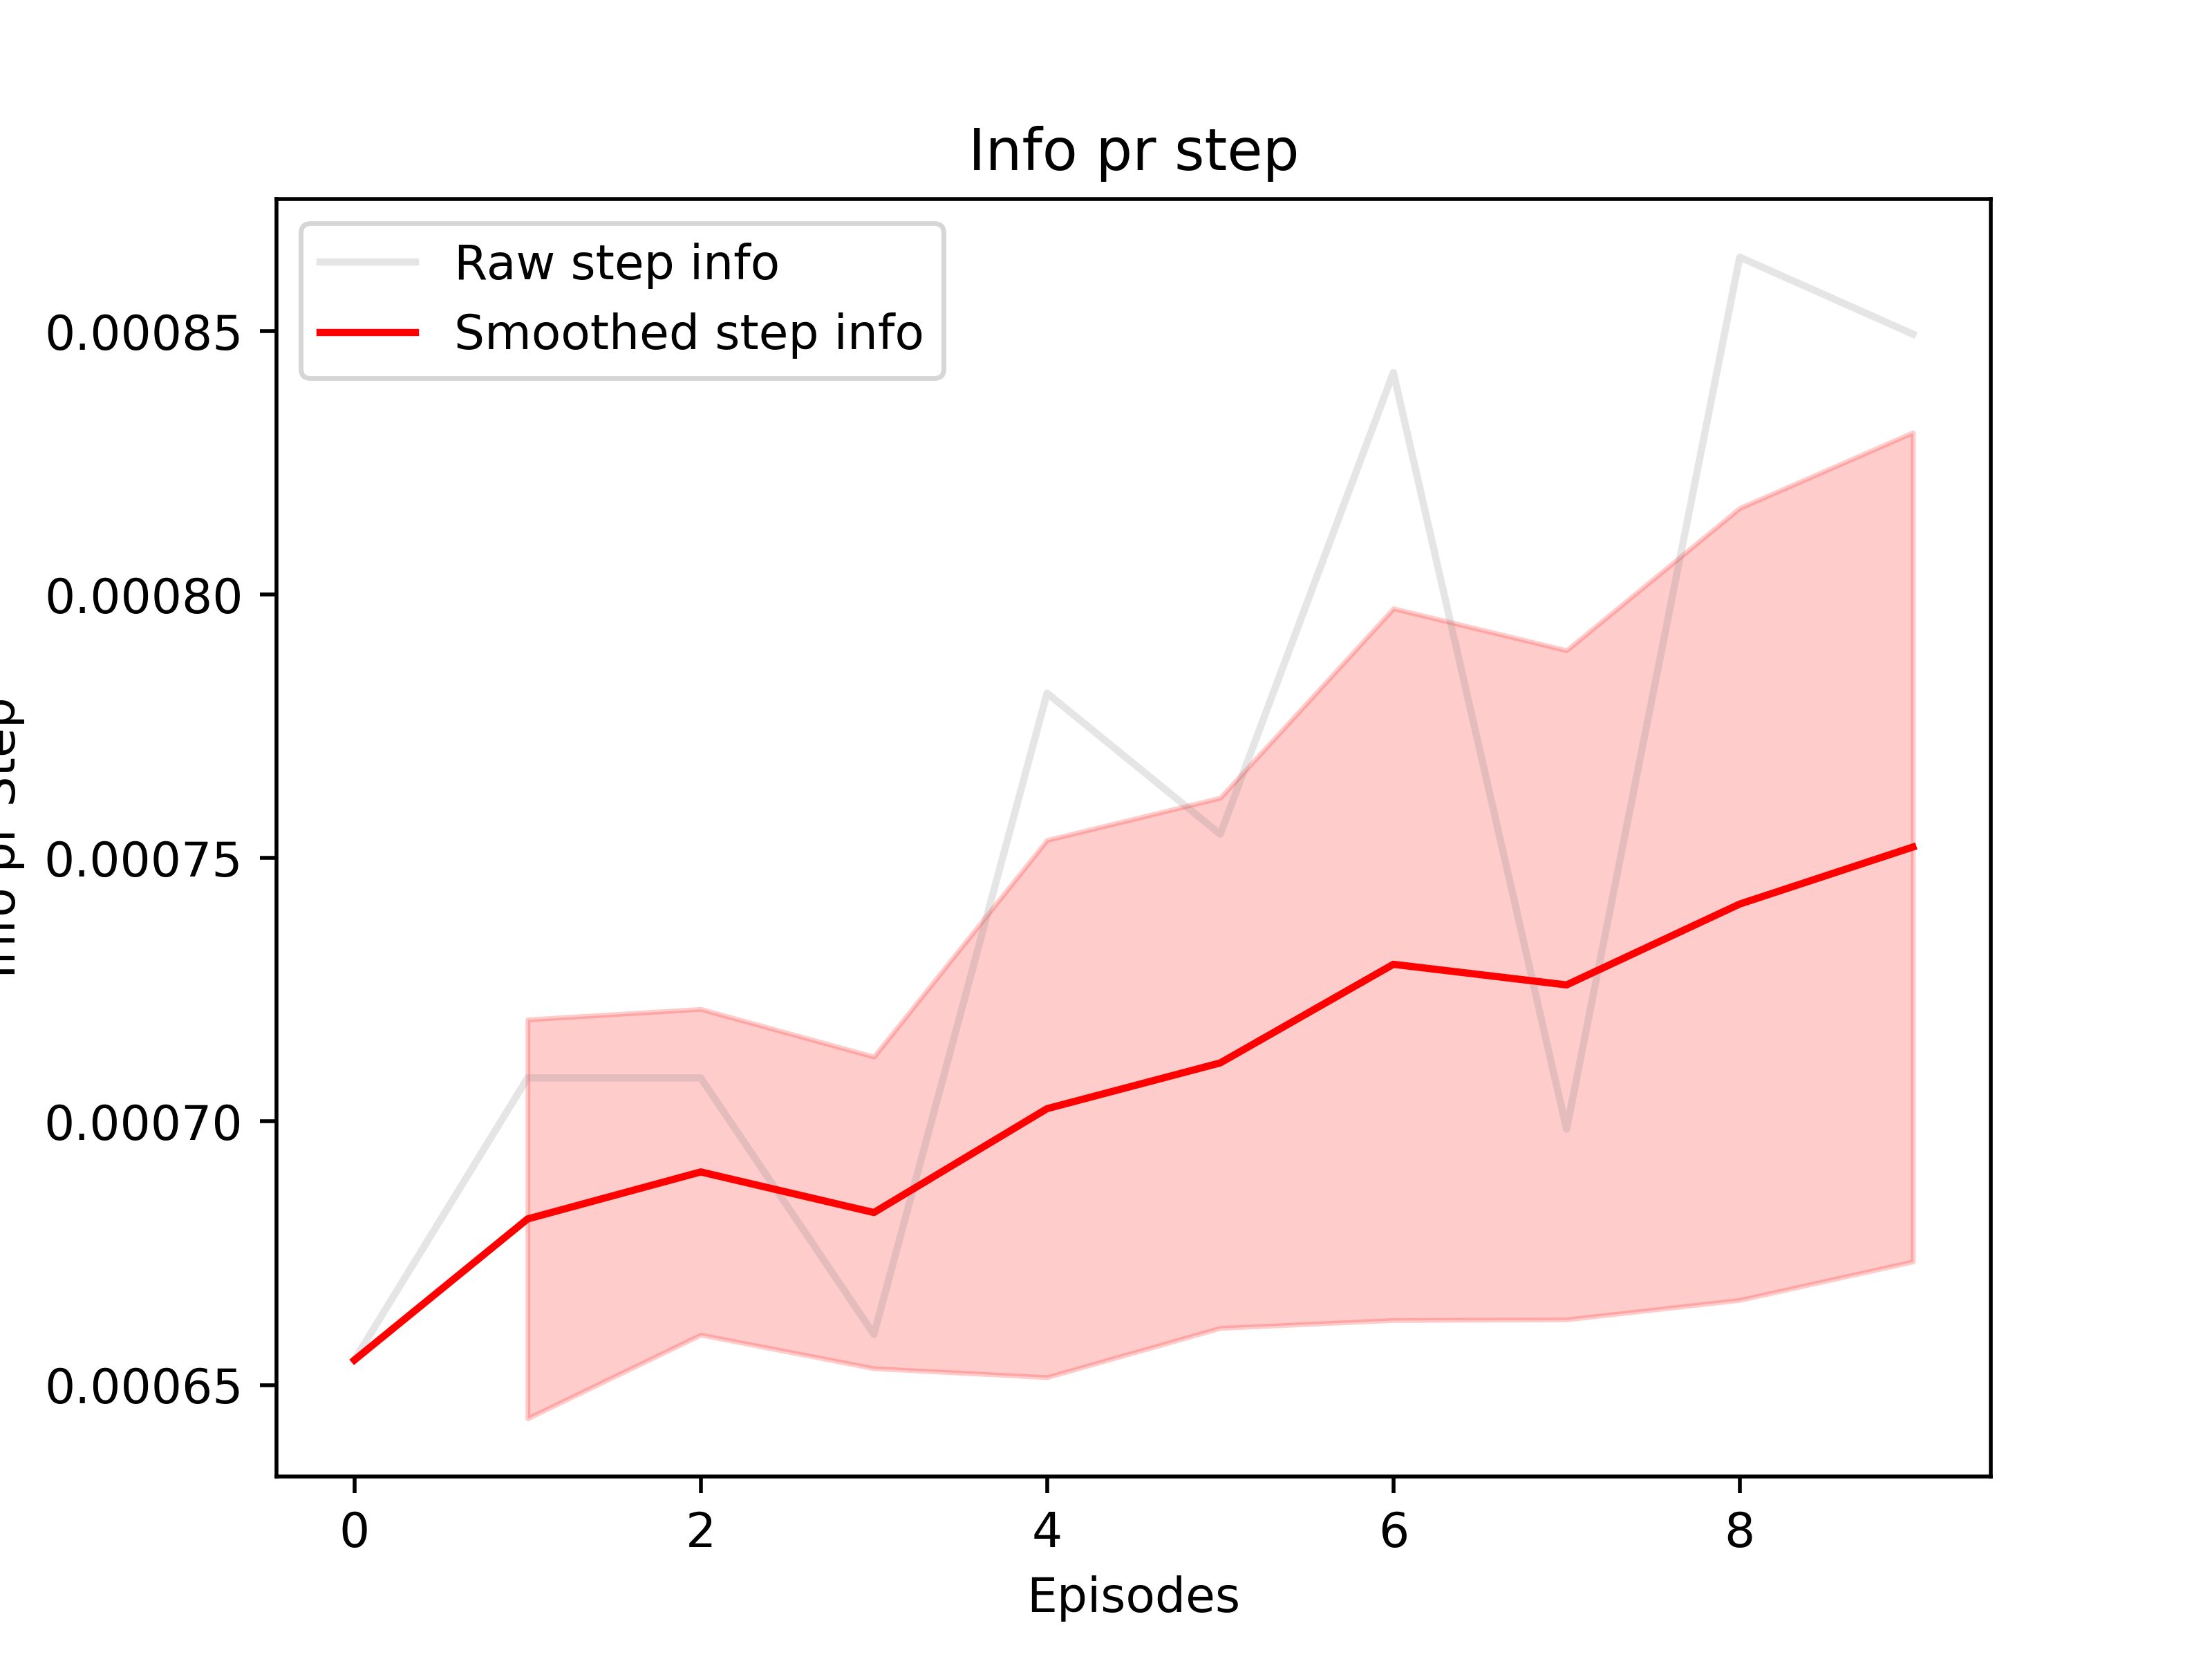 Info pr step
Raw step info
Smoothed step info
0.00085
0.00080
0.00075
0.00070
0.00065
0 2 4 6 8
Episodes